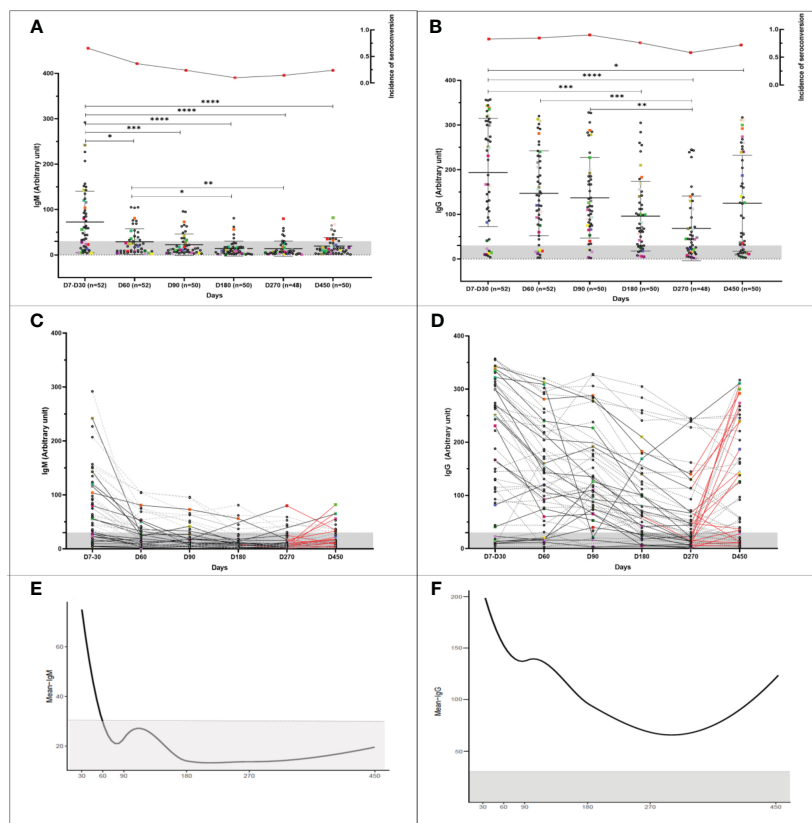 A
1.0
0.5
0.0
Incidence of seroconversion
400
300
200
100
0
IgM (Arbitrary unit)
****
****
****
***
*
**
*
D7-D30 (n=52) D60 (n=52) D90 (n=50) D180 (n=50) D270 (n=48) D450 (n=50)
Days
B
1.0
0.5
0.0
Incidence of seroconversion
400
300
200
100
0
IgG (Arbitrary unit)
*
****
***
***
**
D7-D30 (n=52) D60 (n=52) D90 (n=50) D180 (n=50) D270 (n=48) D450 (n=50)
Days
C
400
300
200
100
0
IgM (Arbitrary unit)
D7-30 D60 D90 D180 D270 D450
Days
D
400
300
200
100
0
IgG (Arbitrary unit)
D7-D30 D60 D90 D180 D270 D450
Days
E
60
40
20
Mean-IgM
30 60 90 180 270 450
F
200
150
100
50
Mean-IgG
30 60 90 180 270 450